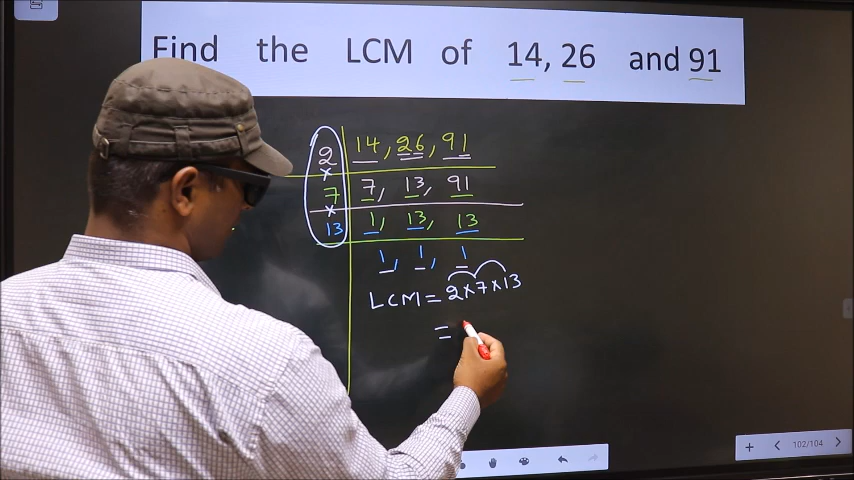 Find the LCM of 14, 26 and 91
2 14, 26, 91
×
7 7, 13, 91
×
13 1, 13, 13
1, 1, 1
LCM = 2×7×13
=
102/104